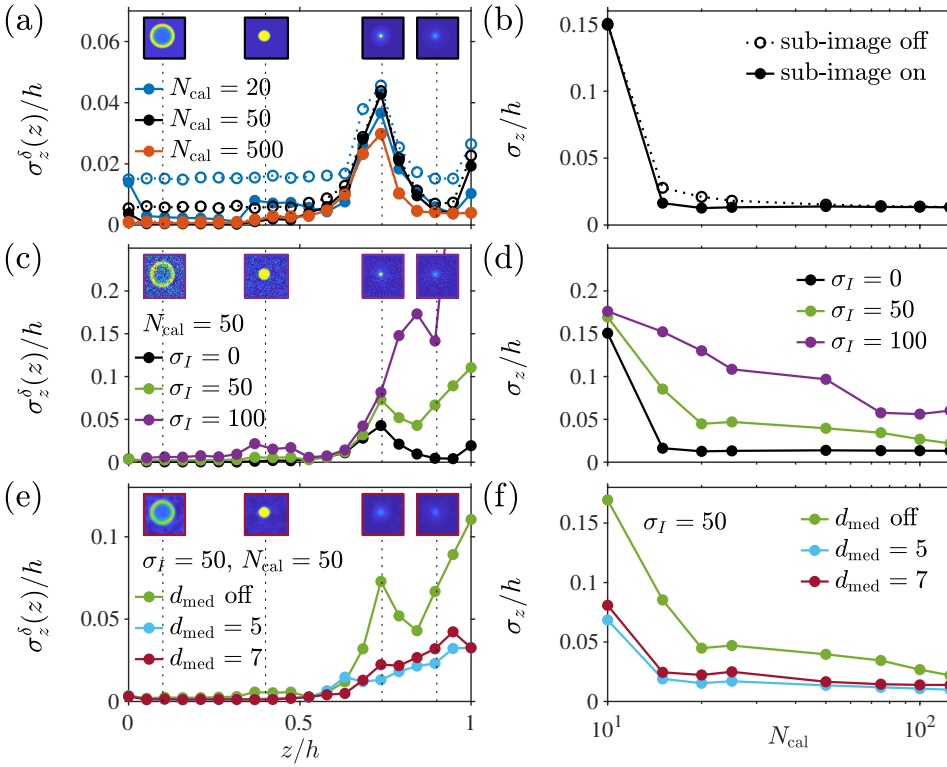 (a)
0.06
0.04
0.02
0
σ_z^δ(z)/h
N_cal = 20
N_cal = 50
N_cal = 500
(b)
0.15
0.1
0.05
0
σ_z/h
sub-image off
sub-image on
(c)
0.2
0.15
0.1
0.05
0
σ_z^δ(z)/h
N_cal = 50
σ_I = 0
σ_I = 50
σ_I = 100
(d)
0.2
0.15
0.1
0.05
0
σ_z/h
σ_I = 0
σ_I = 50
σ_I = 100
(e)
0.1
0.05
0
σ_z^δ(z)/h
σ_I = 50, N_cal = 50
d_med off
d_med = 5
d_med = 7
0
0.5
1
z/h
(f)
0.15
0.1
0.05
0
σ_z/h
σ_I = 50
d_med off
d_med = 5
d_med = 7
10^1
10^2
N_cal